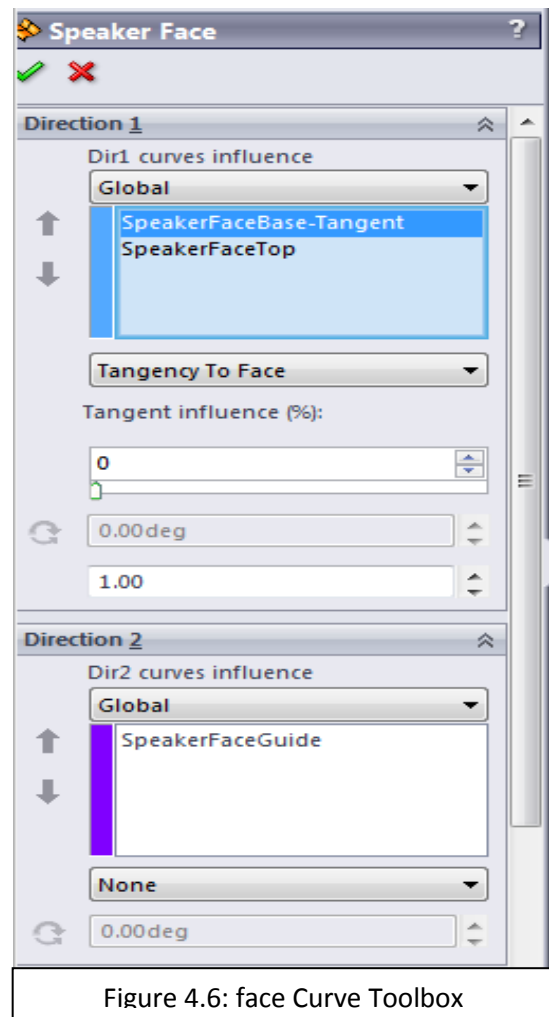 Speaker Face ?
Direction 1
Dir1 curves influence
Global
SpeakerFaceBase-Tangent
SpeakerFaceTop
Tangency To Face
Tangent influence (%):
0
0.00deg
1.00
Direction 2
Dir2 curves influence
Global
SpeakerFaceGuide
None
0.00deg
Figure 4.6: face Curve Toolbox